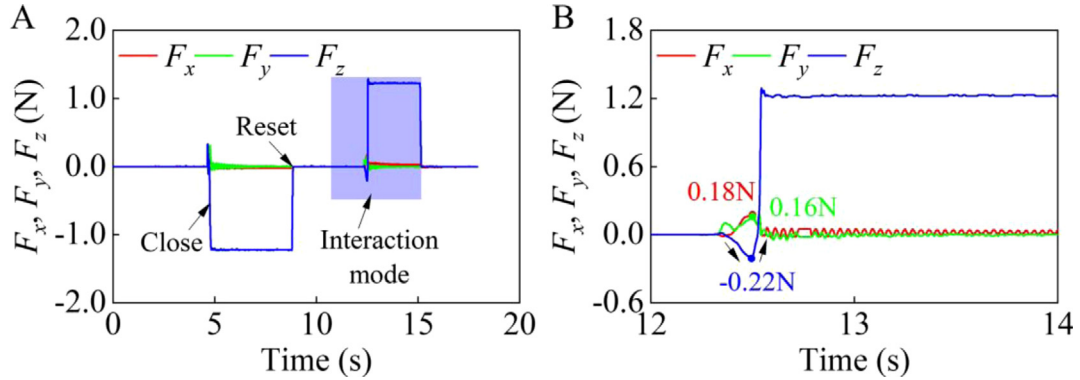 A
Fx, Fy, Fz (N)
2.0
1.0
0.0
-1.0
-2.0
Fx Fy Fz
Reset
Close
Interaction
mode
0 5 10 15 20
Time (s)
B
Fx, Fy, Fz (N)
1.8
1.2
0.6
0.0
-0.6
Fx Fy Fz
0.18N
0.16N
-0.22N
12 13 14
Time (s)